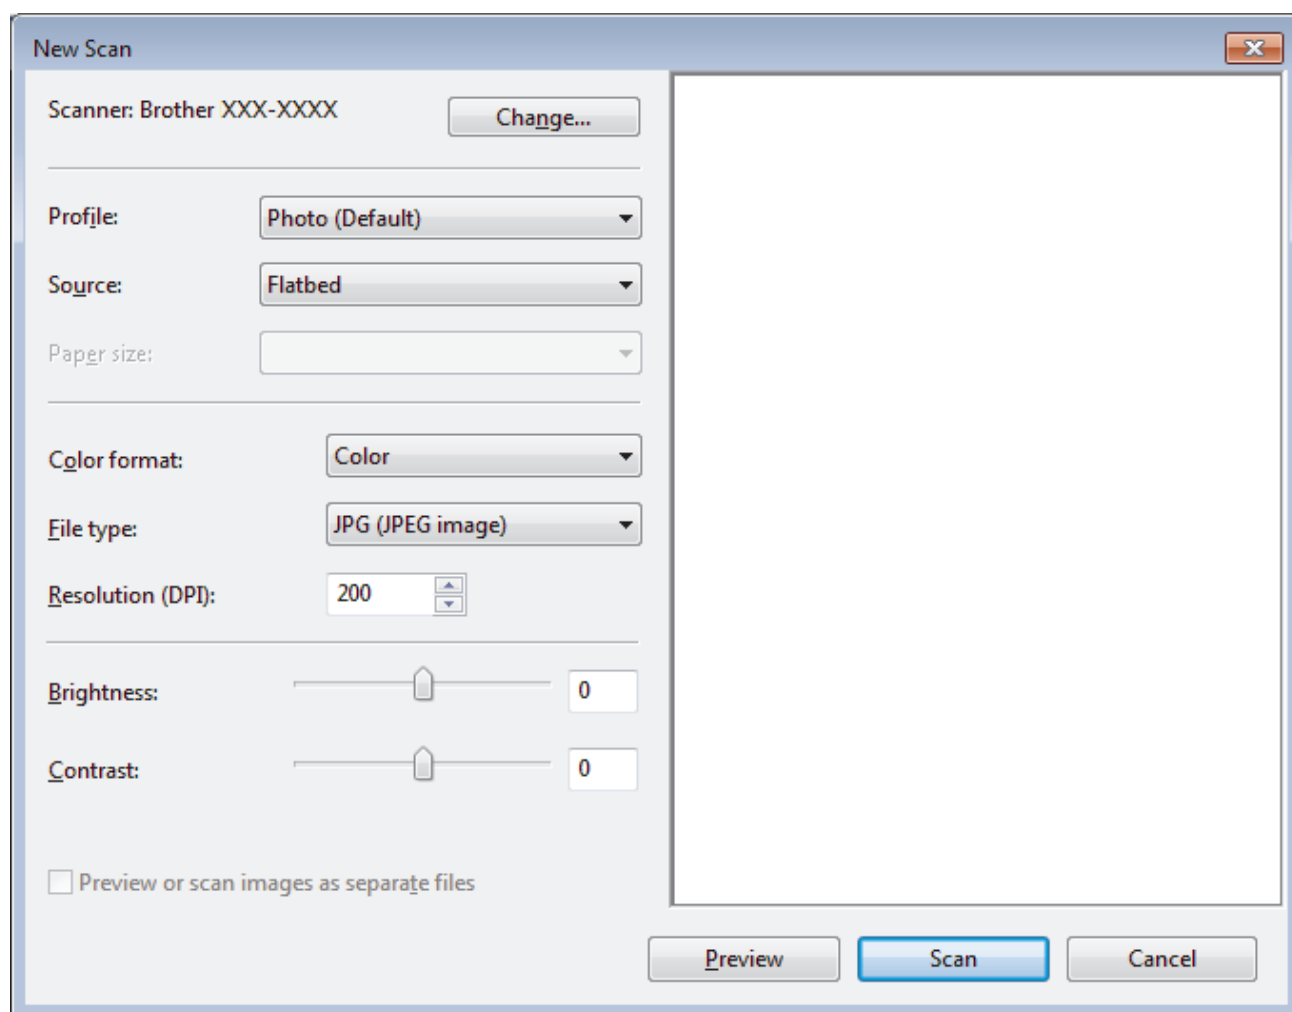 New Scan
Scanner: Brother XXX-XXXX
Change...
Profile:
Photo (Default)
Source:
Flatbed
Paper size:
Color format:
Color
File type:
JPG (JPEG image)
Resolution (DPI):
200
Brightness:
0
Contrast:
0
Preview or scan images as separate files
Preview
Scan
Cancel